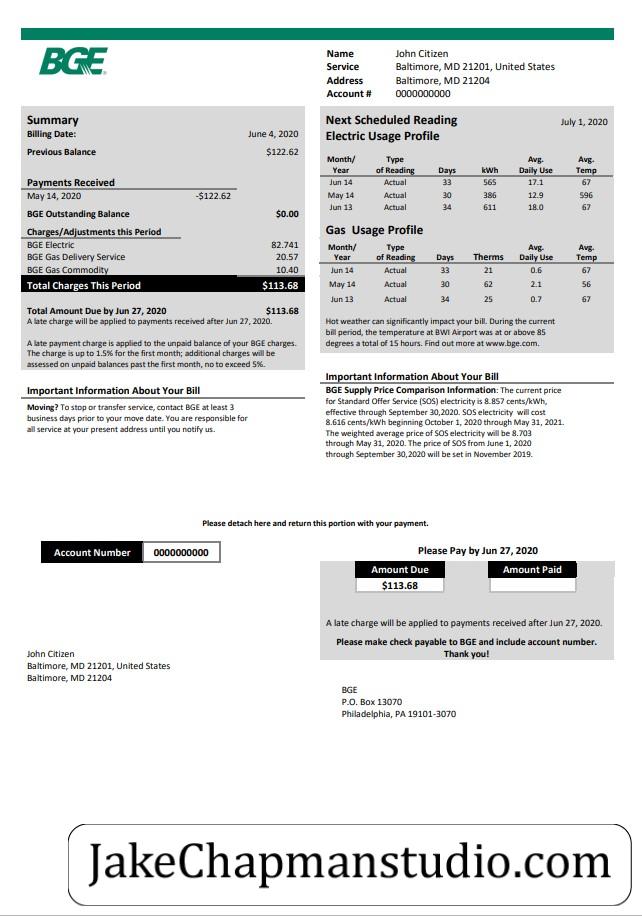 BGE
Name John Citizen
Service Baltimore, MD 21201, United States
Address Baltimore, MD 21204
Account # 0000000000
Summary
Billing Date: June 4, 2020
Previous Balance $122.62
Payments Received
May 14, 2020 -$122.62
BGE Outstanding Balance $0.00
Charges/Adjustments this Period
BGE Electric 82.741
BGE Gas Delivery Service 20.57
BGE Gas Commodity 10.40
Total Charges This Period $113.68
Total Amount Due by Jun 27, 2020 $113.68
A late charge will be applied to payments received after Jun 27, 2020.
A late payment charge is applied to the unpaid balance of your BGE charges.
The charge is up to 1.5% for the first month; additional charges will be
assessed on unpaid balances past the first month, no to exceed 5%.
Important Information About Your Bill
Moving? To stop or transfer service, contact BGE at least 3
business days prior to your move date. You are responsible for
all service at your present address until you notify us.
Next Scheduled Reading July 1, 2020
Electric Usage Profile
Month/ Type Avg. Avg.
Year of Reading Days kWh Daily Use Temp
Jun 14 Actual 33 565 17.1 67
May 14 Actual 30 386 12.9 596
Jun 13 Actual 34 611 18.0 67
Gas Usage Profile
Month/ Type Avg. Avg.
Year of Reading Days Therms Daily Use Temp
Jun 14 Actual 33 21 0.6 67
May 14 Actual 30 62 2.1 56
Jun 13 Actual 34 25 0.7 67
Hot weather can significantly impact your bill. During the current
bill period, the temperature at BWI Airport was at or above 85
degrees a total of 15 hours. Find out more at www.bge.com.
Important Information About Your Bill
BGE Supply Price Comparison Information: The current price
for Standard Offer Service (SOS) electricity is 8.857 cents/kWh,
effective through September 30,2020. SOS electricity will cost
8.616 cents/kWh beginning October 1, 2020 through May 31, 2021.
The weighted average price of SOS electricity will be 8.703
through May 31, 2020. The price of SOS from June 1, 2020
through September 30,2020 will be set in November 2019.
Please detach here and return this portion with your payment.
Account Number 0000000000
Please Pay by Jun 27, 2020
Amount Due Amount Paid
$113.68
A late charge will be applied to payments received after Jun 27, 2020.
Please make check payable to BGE and include account number.
Thank you!
John Citizen
Baltimore, MD 21201, United States
Baltimore, MD 21204
BGE
P.O. Box 13070
Philadelphia, PA 19101-3070
JakeChapmanstudio.com